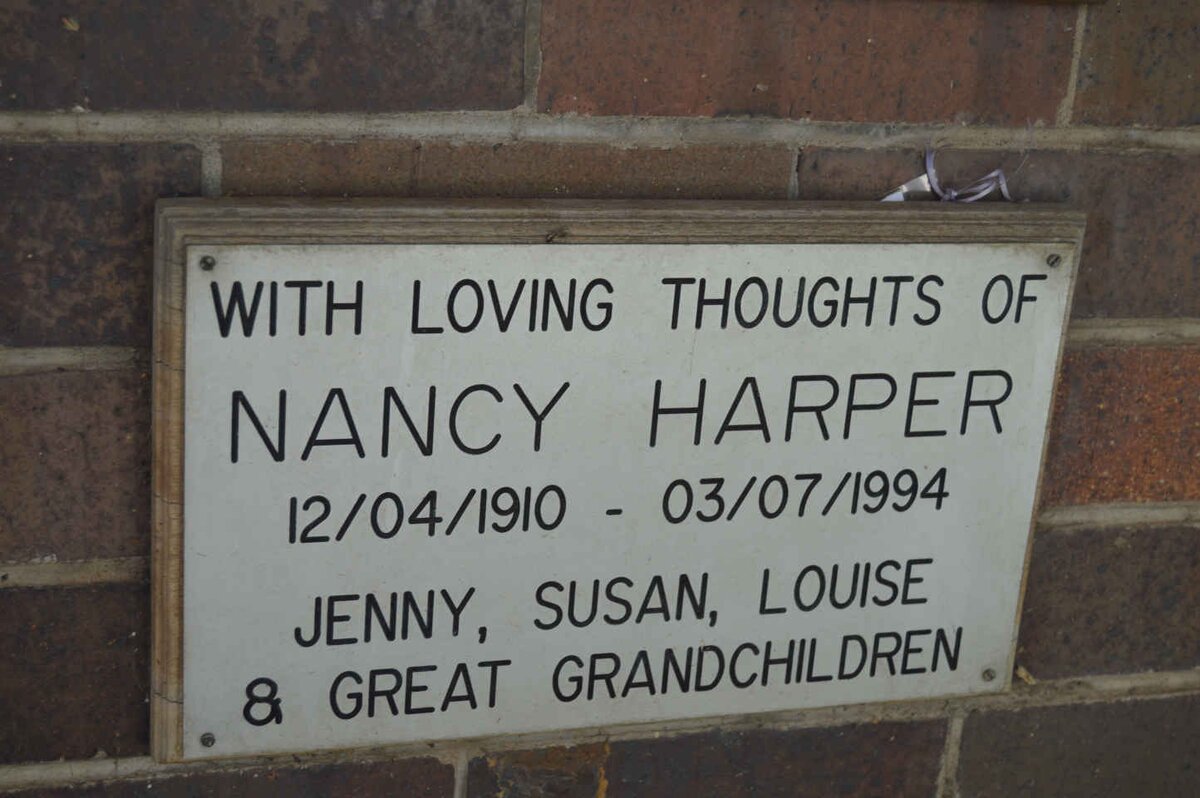 WITH LOVING THOUGHTS OF
NANCY HARPER
12/04/1910 - 03/07/1994
JENNY, SUSAN, LOUISE
& GREAT GRANDCHILDREN